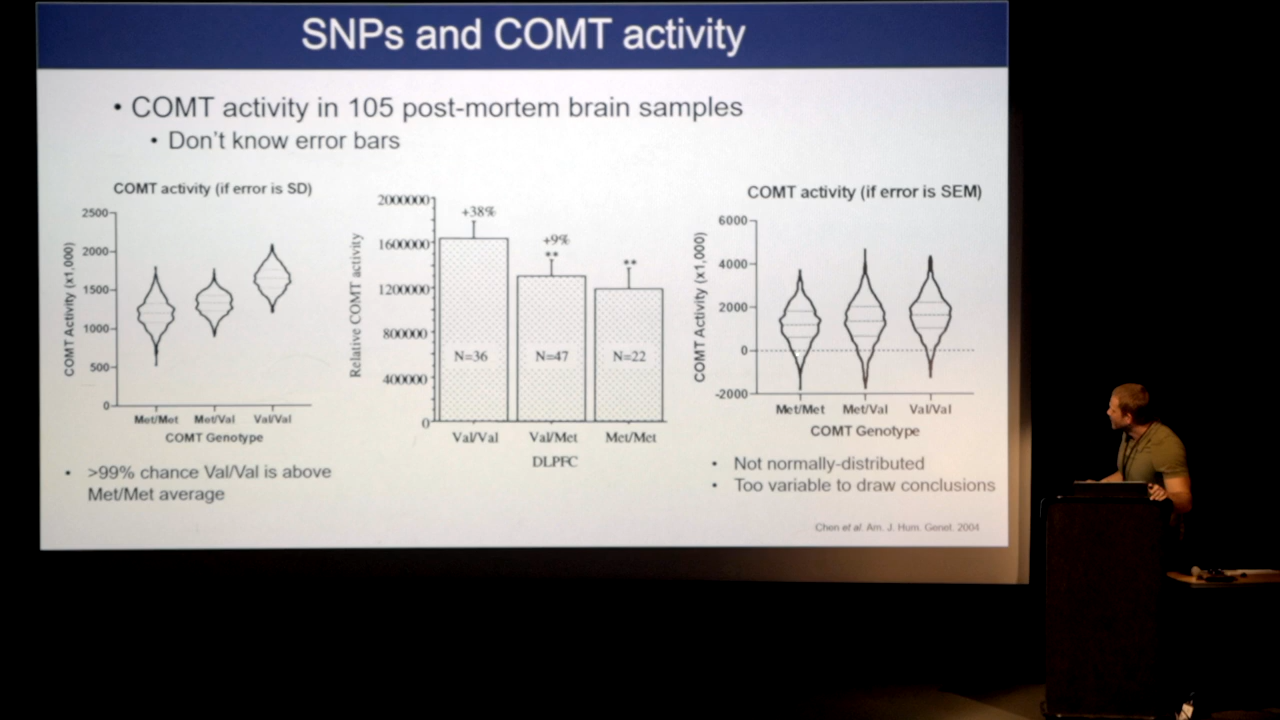 SNPs and COMT activity
• COMT activity in 105 post-mortem brain samples
• Don't know error bars
COMT activity (if error is SD)
COMT Activity (x1,000)
2500
2000
1500
1000
500
0
Met/Met Met/Val Val/Val
COMT Genotype
• >99% chance Val/Val is above
Met/Met average
Relative COMT activity
2000000
1600000
1200000
800000
400000
0
+38%
+9%
**
**
N=36 N=47 N=22
Val/Val Val/Met Met/Met
DLPFC
COMT activity (if error is SEM)
COMT Activity (x1,000)
6000
4000
2000
0
-2000
Met/Met Met/Val Val/Val
COMT Genotype
• Not normally-distributed
• Too variable to draw conclusions
Chen et al. Am. J. Hum. Genet. 2004